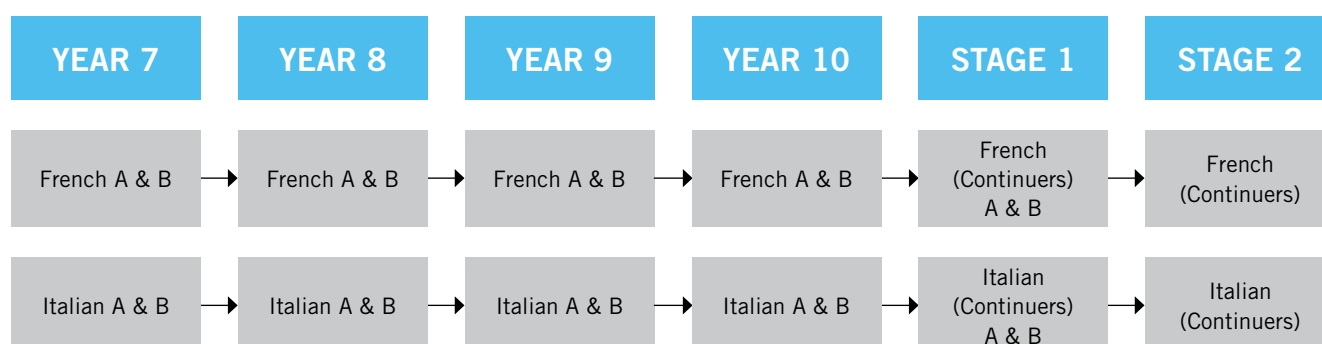 YEAR 7
YEAR 8
YEAR 9
YEAR 10
STAGE 1
STAGE 2
French A & B
French A & B
French A & B
French A & B
French
(Continuers)
A & B
French
(Continuers)
Italian A & B
Italian A & B
Italian A & B
Italian A & B
Italian
(Continuers)
A & B
Italian
(Continuers)